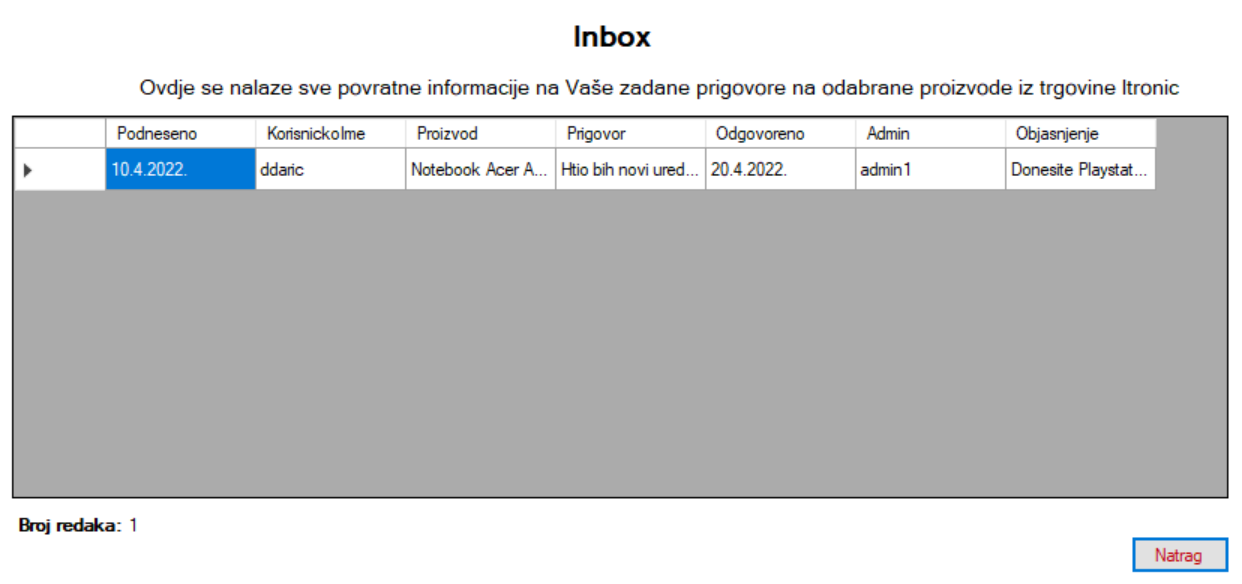 Inbox
Ovdje se nalaze sve povratne informacije na Vaše zadane prigovore na odabrane proizvode iz trgovine Itronic
Podneseno KorisnickoIme Proizvod Prigovor Odgovoreno Admin Objasnjenje
10.4.2022. ddaric Notebook Acer A... Htio bih novi ured... 20.4.2022. admin1 Donesite Playstat...
Broj redaka: 1
Natrag